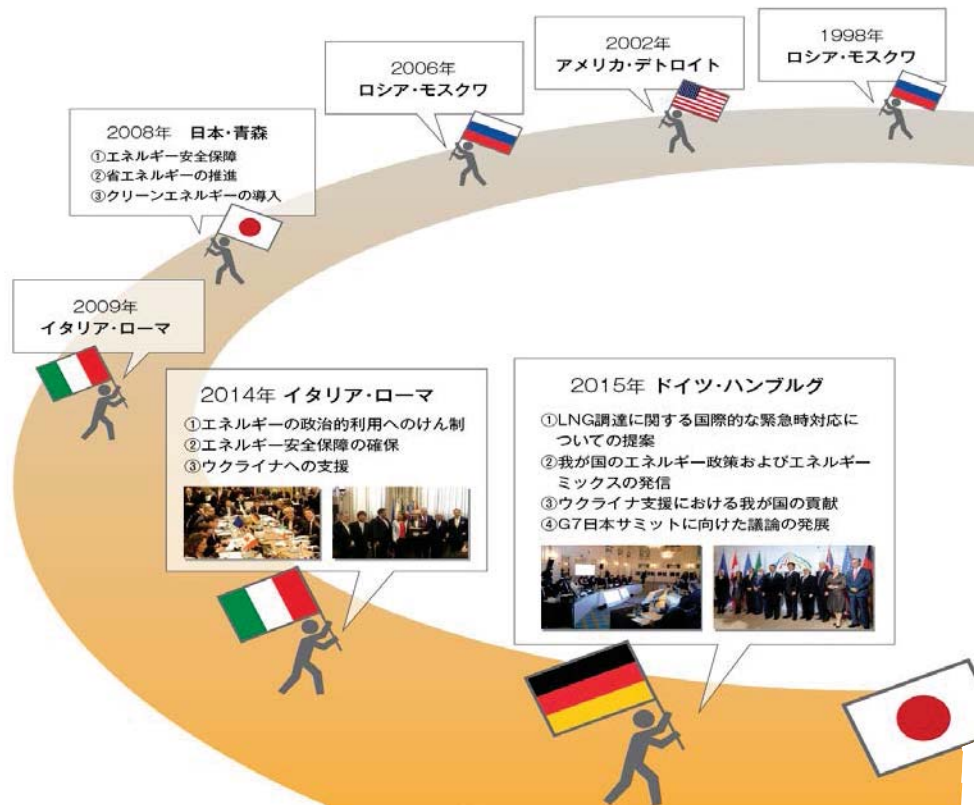 1998年
ロシア・モスクワ
2002年
アメリカ・デトロイト
2006年
ロシア・モスクワ
2008年　日本・青森
①エネルギー安全保障
②省エネルギーの推進
③クリーンエネルギーの導入
2009年
イタリア・ローマ
2014年 イタリア・ローマ
①エネルギーの政治的利用へのけん制
②エネルギー安全保障の確保
③ウクライナへの支援
2015年 ドイツ・ハンブルグ
①LNG調達に関する国際的な緊急時対応に
ついての提案
②我が国のエネルギー政策およびエネルギー
ミックスの発信
③ウクライナ支援における我が国の貢献
④G7日本サミットに向けた議論の発展